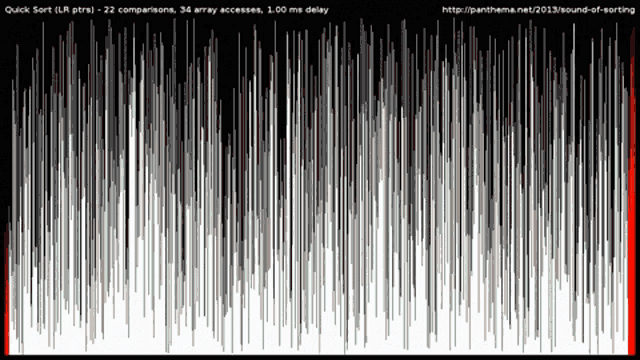 Quick Sort (LR ptrs) - 22 comparisons, 34 array accesses, 1.00 ms delay
http://panthema.net/2013/sound-of-sorting